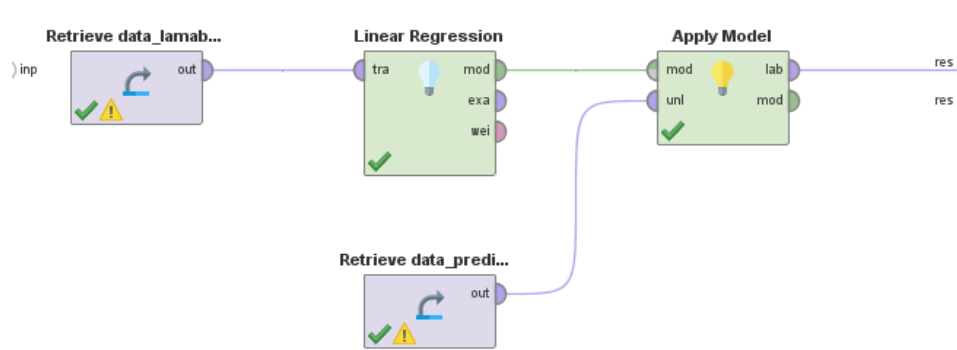 Retrieve data_lamab...
Linear Regression
Apply Model
inp
out
tra
mod
mod
lab
res
exa
unl
mod
res
wei
Retrieve data_predi...
out